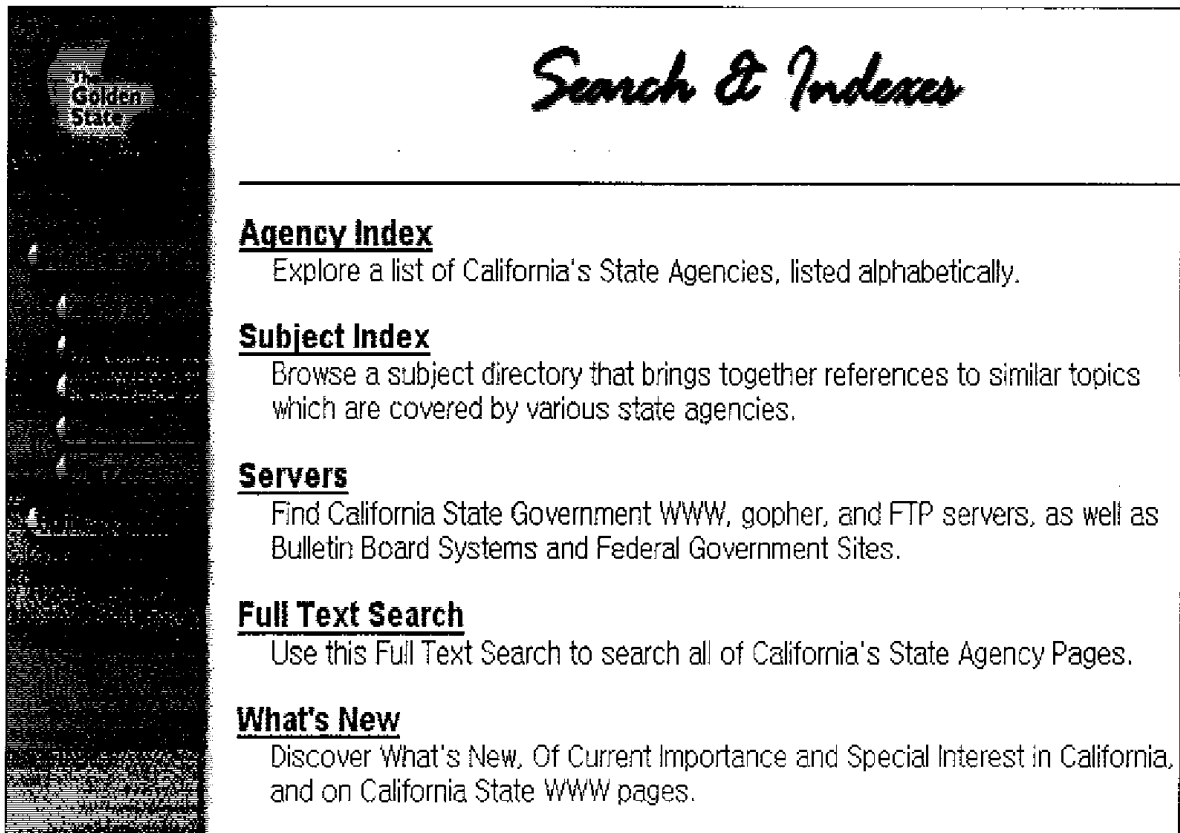 The
Golden
State
Search & Indexes
Agency Index
Explore a list of California's State Agencies, listed alphabetically.
Subject Index
Browse a subject directory that brings together references to similar topics
which are covered by various state agencies.
Servers
Find California State Government WWW, gopher, and FTP servers, as well as
Bulletin Board Systems and Federal Government Sites.
Full Text Search
Use this Full Text Search to search all of California's State Agency Pages.
What's New
Discover What's New, Of Current Importance and Special Interest in California,
and on California State WWW pages.